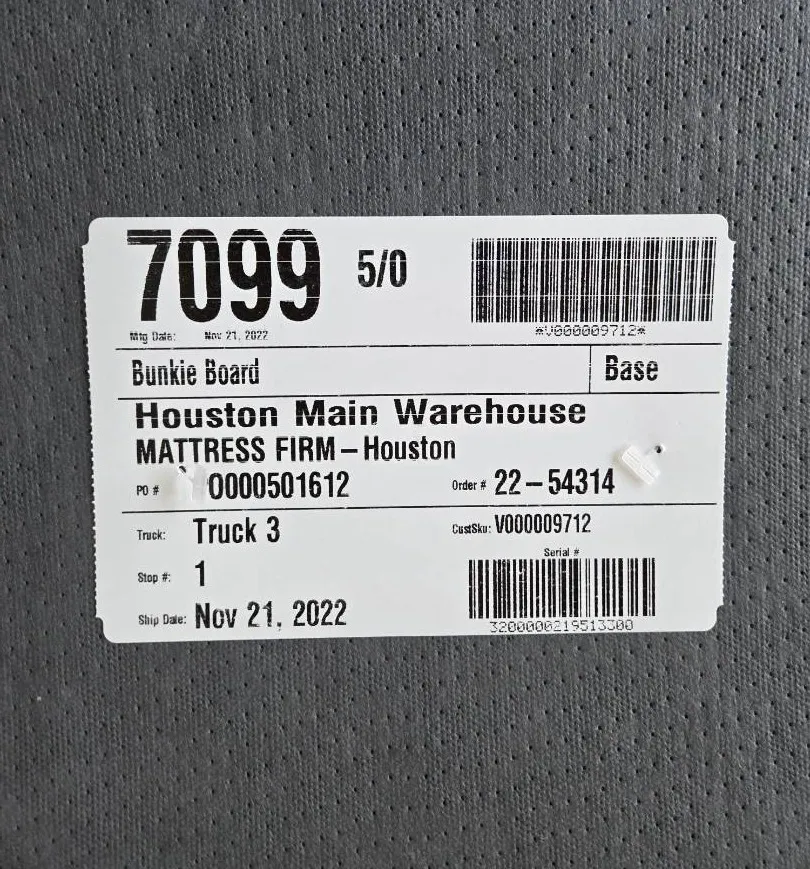 7099 5/0
*V000009712*
Mfg Date: Nov 21, 2022
Bunkie Board Base
Houston Main Warehouse
MATTRESS FIRM – Houston
PO # 0000501612 Order # 22 – 54314
Truck: Truck 3 CustSku: V000009712
Serial #
Stop #: 1
Ship Date: Nov 21, 2022